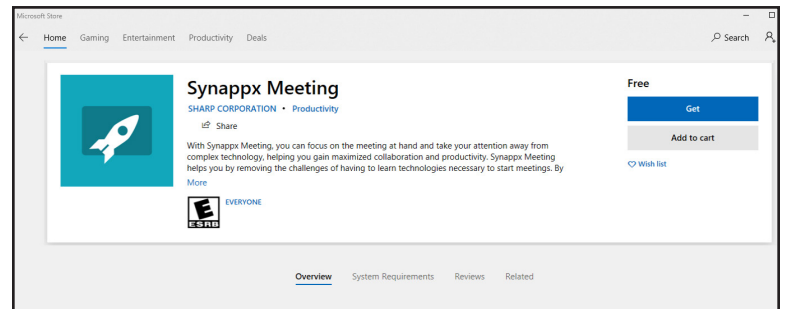 Microsoft Store
Home Gaming Entertainment Productivity Deals Search
Synappx Meeting
SHARP CORPORATION • Productivity
Share
With Synappx Meeting, you can focus on the meeting at hand and take your attention away from
complex technology, helping you gain maximized collaboration and productivity. Synappx Meeting
helps you by removing the challenges of having to learn technologies necessary to start meetings. By
More
E
ESRB
EVERYONE
Free
Get
Add to cart
Wish list
Overview System Requirements Reviews Related